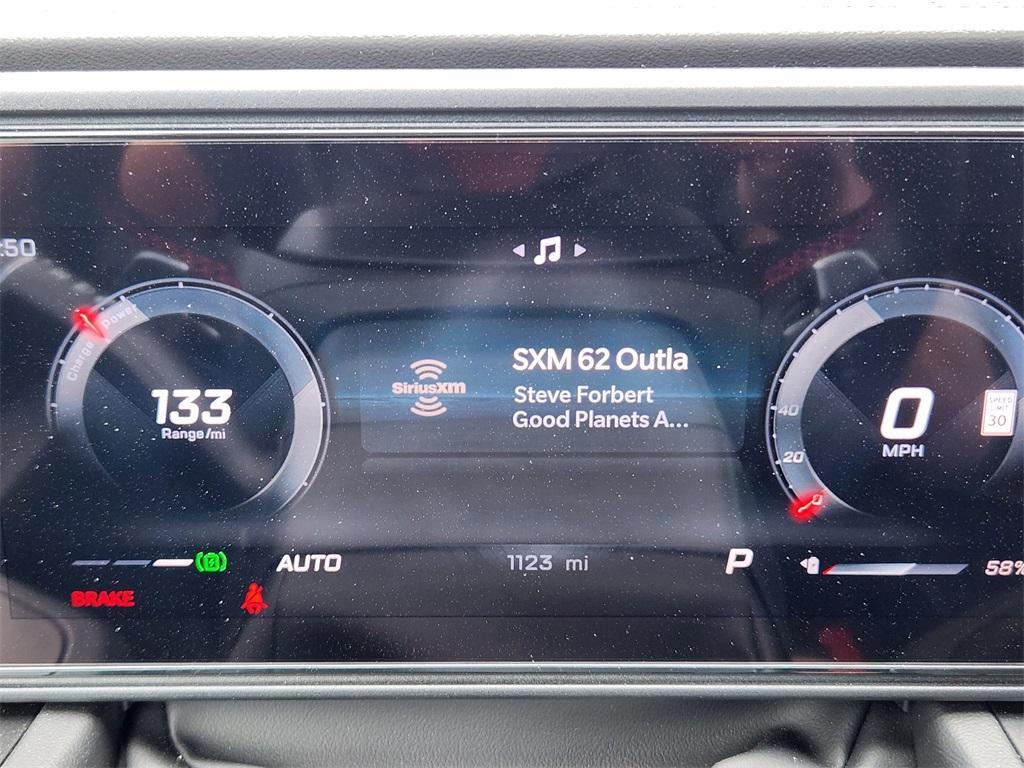 :50
SXM 62 Outla
Steve Forbert
Good Planets A...
SiriusXM
Charge Power
133
Range/mi
40
20
0
MPH
SPEED
LIMIT
30
AUTO
1123 mi
P
58%
BRAKE